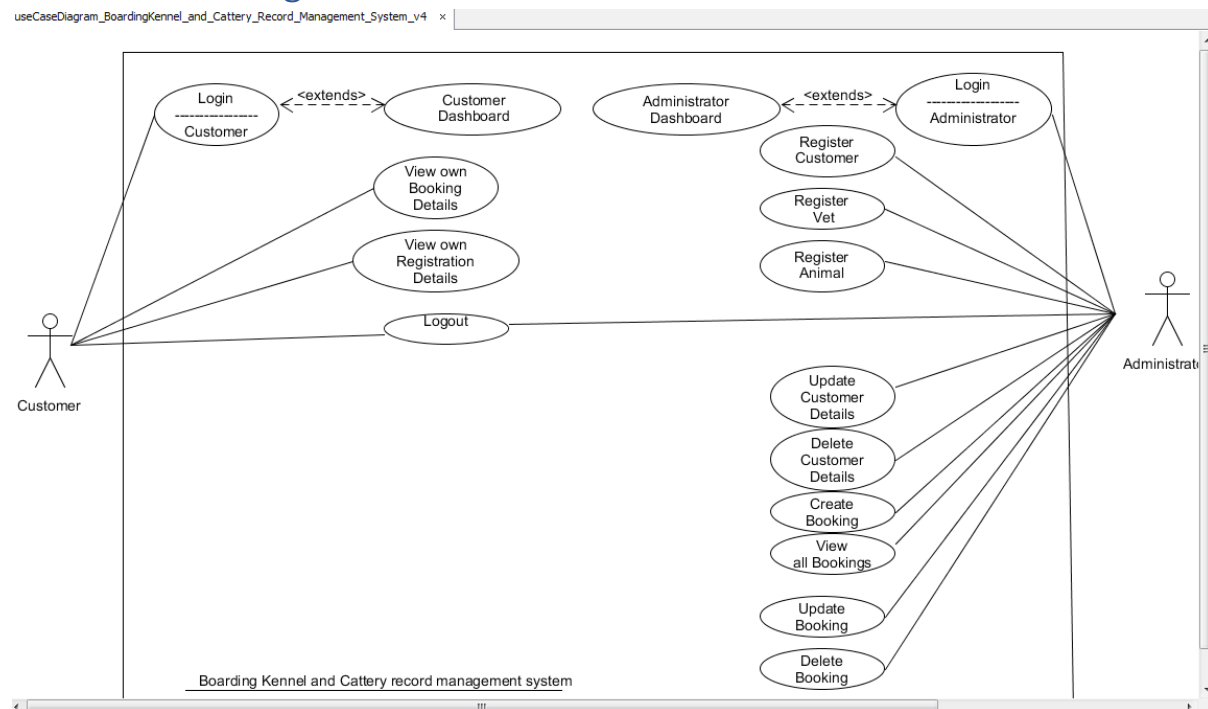 useCaseDiagram_BoardingKennel_and_Cattery_Record_Management_System_v4 ×
Login
------------------
Customer
<extends>
Customer
Dashboard
Administrator
Dashboard
<extends>
Login
--------------------
Administrator
Register
Customer
View own
Booking
Details
Register
Vet
View own
Registration
Details
Register
Animal
Logout
Customer
Administrat
Update
Customer
Details
Delete
Customer
Details
Create
Booking
View
all Bookings
Update
Booking
Delete
Booking
Boarding Kennel and Cattery record management system